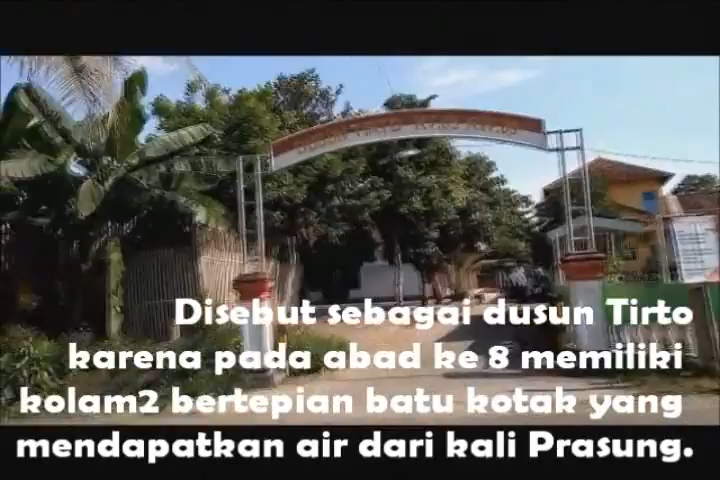 Disebut sebagai dusun Tirto
karena pada abad ke 8 memiliki
kolam2 bertepian batu kotak yang
mendapatkan air dari kali Prasung.